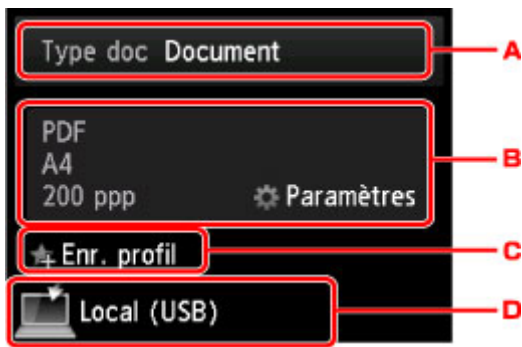 Type doc Document A
PDF
A4
200 ppp Paramètres B
Enr. profil C
Local (USB) D